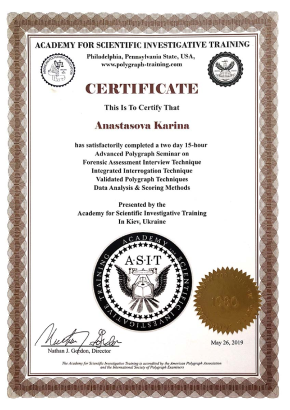 ACADEMY FOR SCIENTIFIC INVESTIGATIVE TRAINING
Philadelphia, Pennsylvania State, USA,
www.polygraph-training.com
CERTIFICATE
This Is To Certify That
Anastasova Karina
has satisfactorily completed a two day 15-hour
Advanced Polygraph Seminar on
Forensic Assessment Interview Technique
Integrated Interrogation Technique
Validated Polygraph Techniques
Data Analysis & Scoring Methods
Presented by the
Academy for Scientific Investigative Training
In Kiev, Ukraine
ACADEMY SCIENTIFIC INVESTIGATIVE TRAINING
A·S·I·T
Nathan J. Gordon, Director
May 26, 2019
The Academy for Scientific Investigative Training is accredited by the American Polygraph Association
and the International Society of Polygraph Examiners